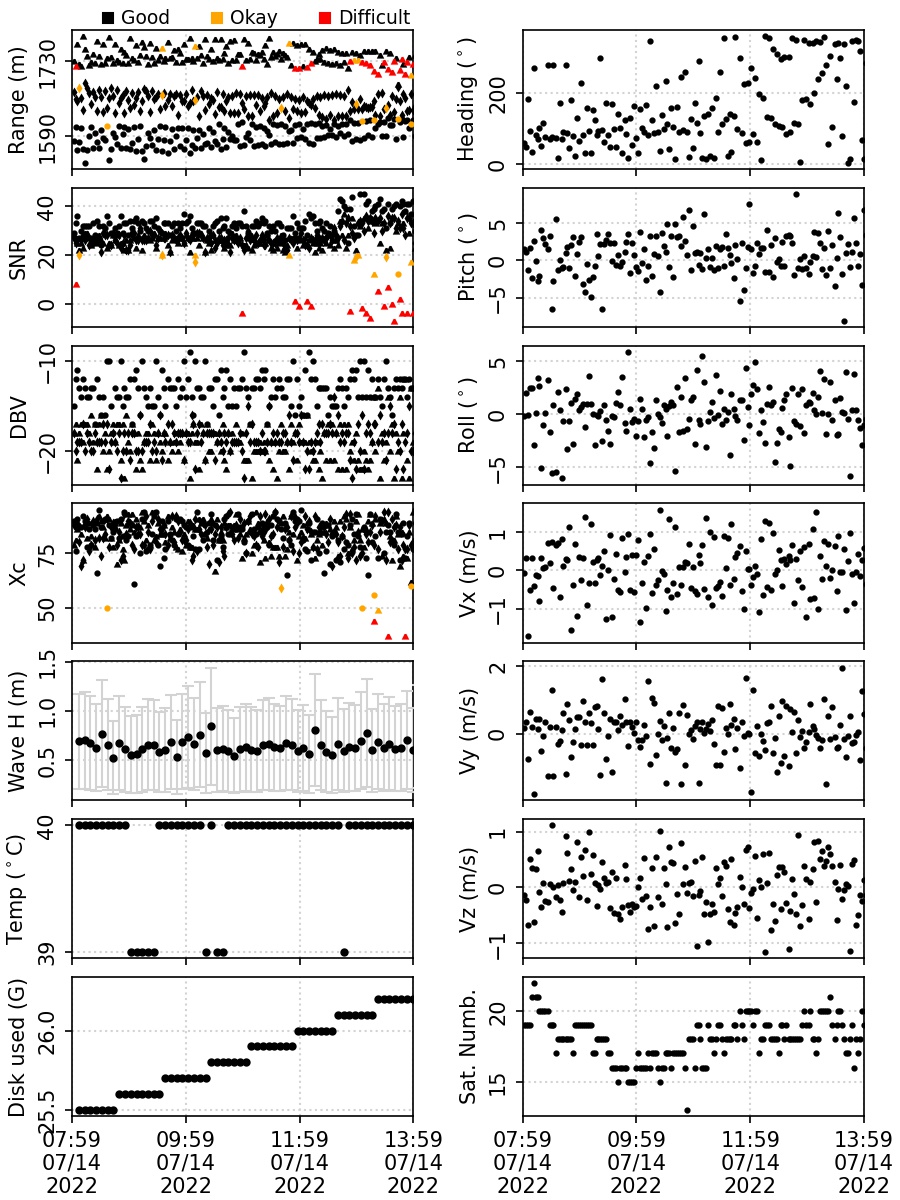 Good Okay Difficult
Range (m)
1730
1590
Heading (°)
200
0
SNR
40
20
0
Pitch (°)
5
0
−5
DBV
−10
−20
Roll (°)
5
0
−5
Xc
75
50
Vx (m/s)
1
0
−1
Wave H (m)
1.5
1.0
0.5
Vy (m/s)
2
0
Temp (°C)
40
39
Vz (m/s)
1
0
−1
Disk used (G)
26.0
25.5
Sat. Numb.
20
15
07:59 09:59 11:59 13:59 07:59 09:59 11:59 13:59
07/14 07/14 07/14 07/14 07/14 07/14 07/14 07/14
2022 2022 2022 2022 2022 2022 2022 2022